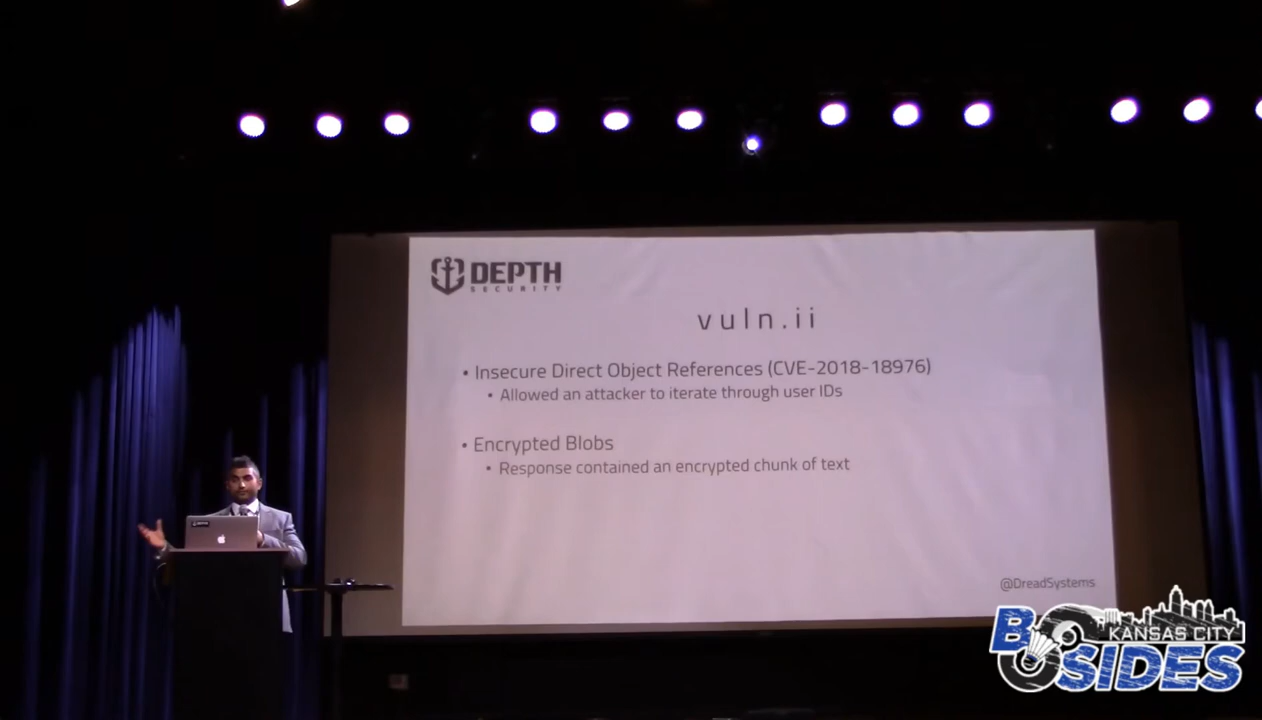 DEPTH
SECURITY
vuln.ii
• Insecure Direct Object References (CVE-2018-18976)
• Allowed an attacker to iterate through user IDs
• Encrypted Blobs
• Response contained an encrypted chunk of text
@DreadSystems
BSIDES
KANSAS CITY